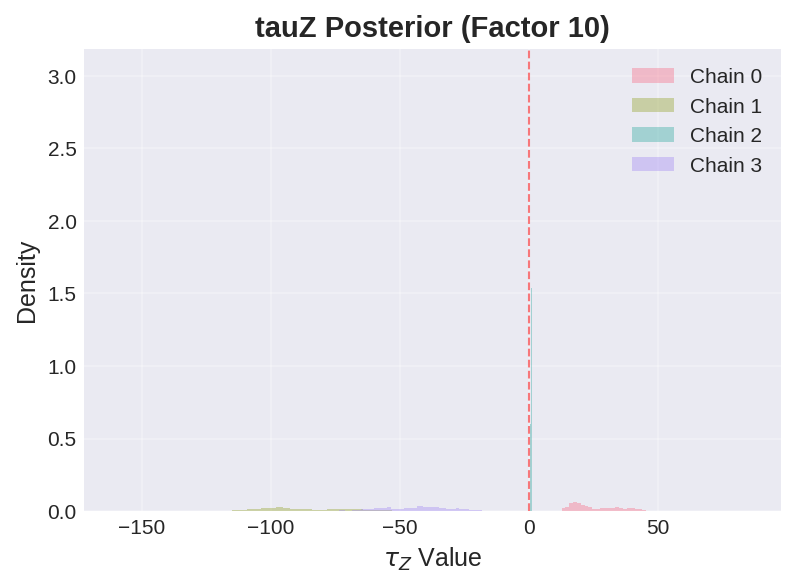 tauZ Posterior (Factor 10)
Chain 0
Chain 1
Chain 2
Chain 3
Density
3.0
2.5
2.0
1.5
1.0
0.5
0.0
−150
−100
−50
0
50
τZ Value